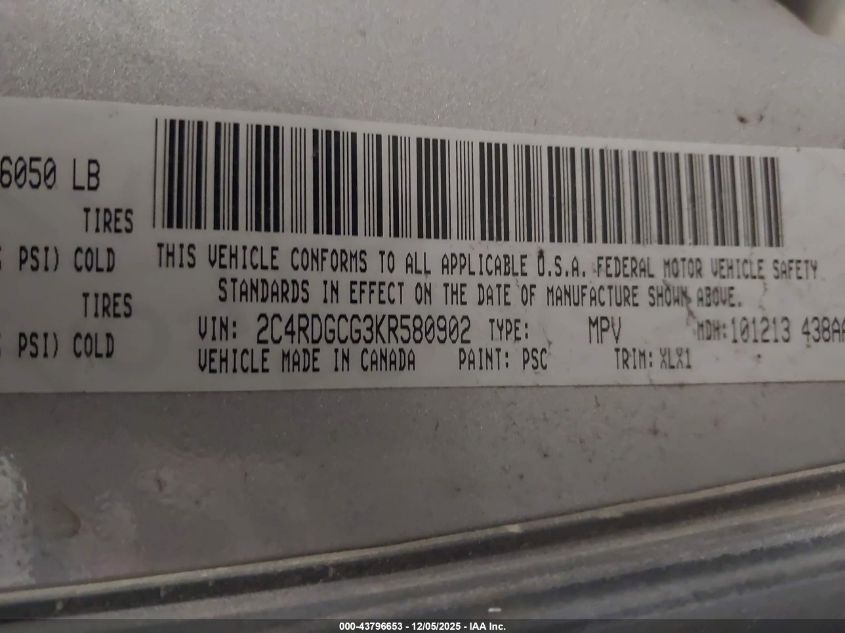 6050 LB
TIRES
PSI) COLD
TIRES
PSI) COLD
THIS VEHICLE CONFORMS TO ALL APPLICABLE U.S.A. FEDERAL MOTOR VEHICLE SAFETY
STANDARDS IN EFFECT ON THE DATE OF MANUFACTURE SHOWN ABOVE.
VIN: 2C4RDGCG3KR580902 TYPE: MPV MDH:101213 438AA
VEHICLE MADE IN CANADA PAINT: PSC TRIM: XLX1
000-43796653 - 12/05/2025 - IAA Inc.